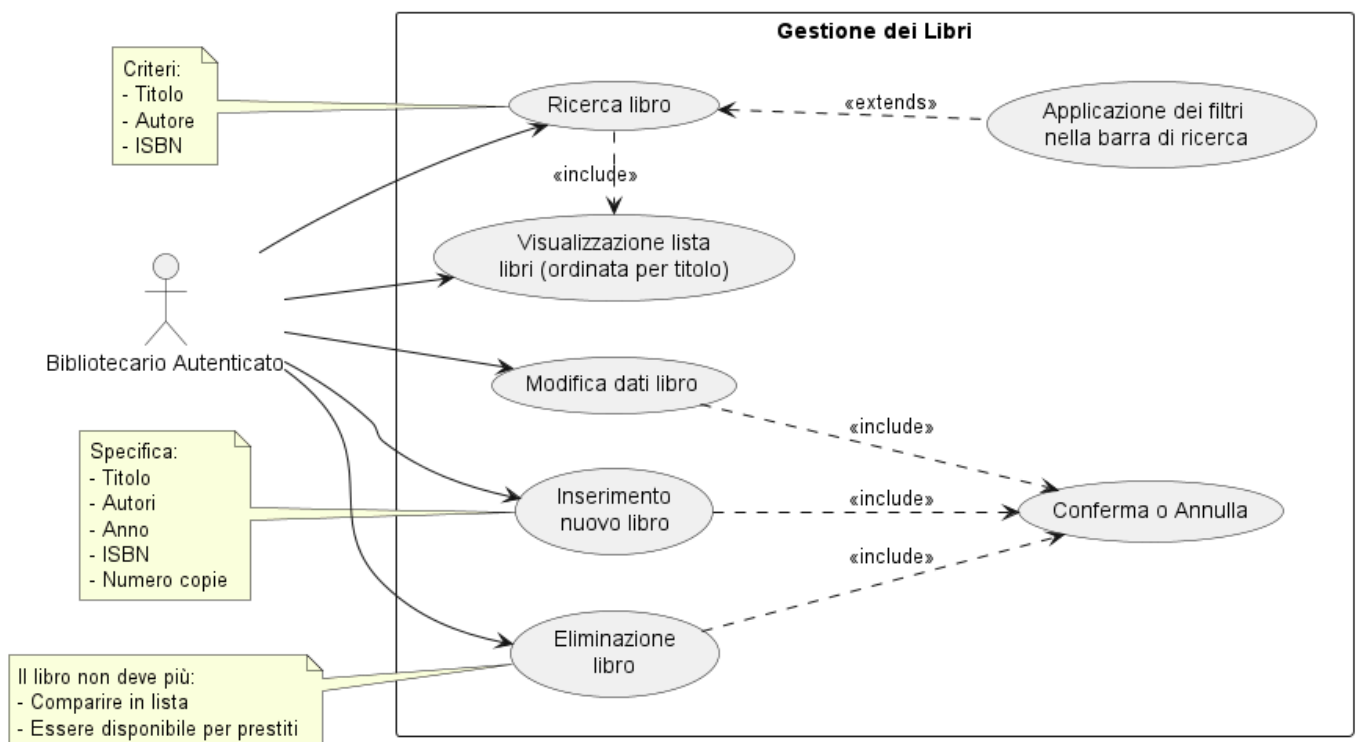 Gestione dei Libri
Criteri:
- Titolo
- Autore
- ISBN
Ricerca libro
«extends»
Applicazione dei filtri
nella barra di ricerca
«include»
Visualizzazione lista
libri (ordinata per titolo)
Bibliotecario Autenticato
Modifica dati libro
«include»
Specifica:
- Titolo
- Autori
- Anno
- ISBN
- Numero copie
Inserimento
nuovo libro
«include»
Conferma o Annulla
«include»
Eliminazione
libro
Il libro non deve più:
- Comparire in lista
- Essere disponibile per prestiti